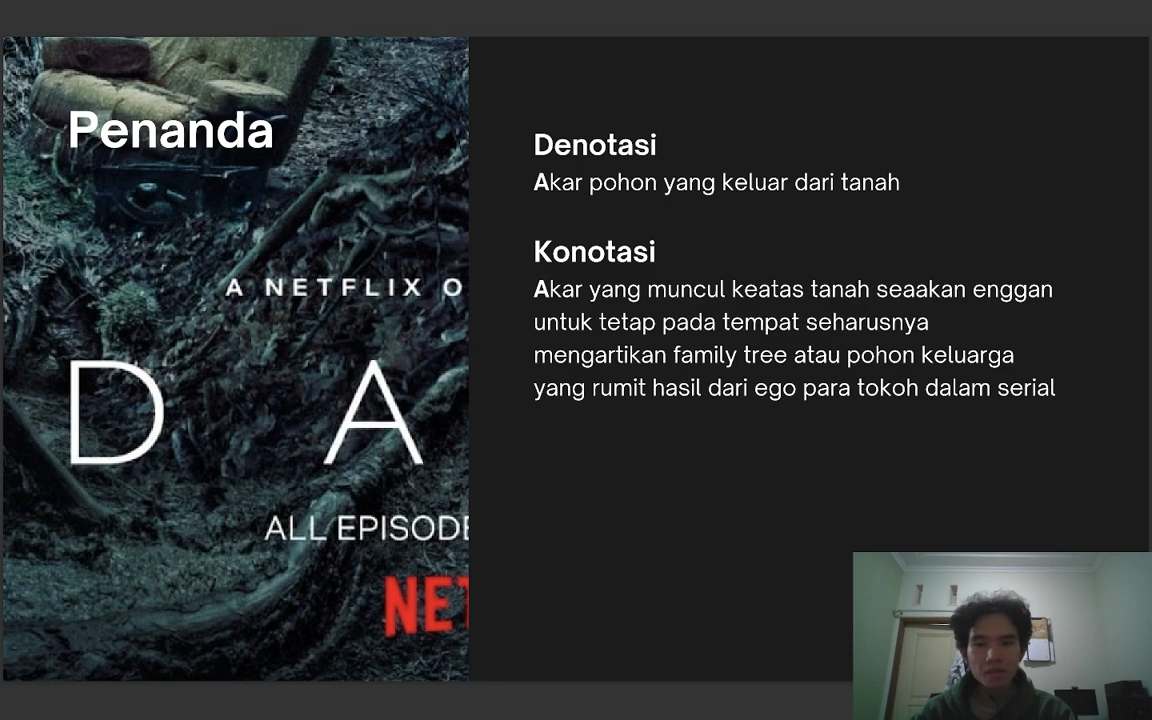 Penanda
A NETFLIX O
D A
ALL EPISODE
NET
Denotasi
Akar pohon yang keluar dari tanah
Konotasi
Akar yang muncul keatas tanah seaakan enggan
untuk tetap pada tempat seharusnya
mengartikan family tree atau pohon keluarga
yang rumit hasil dari ego para tokoh dalam serial